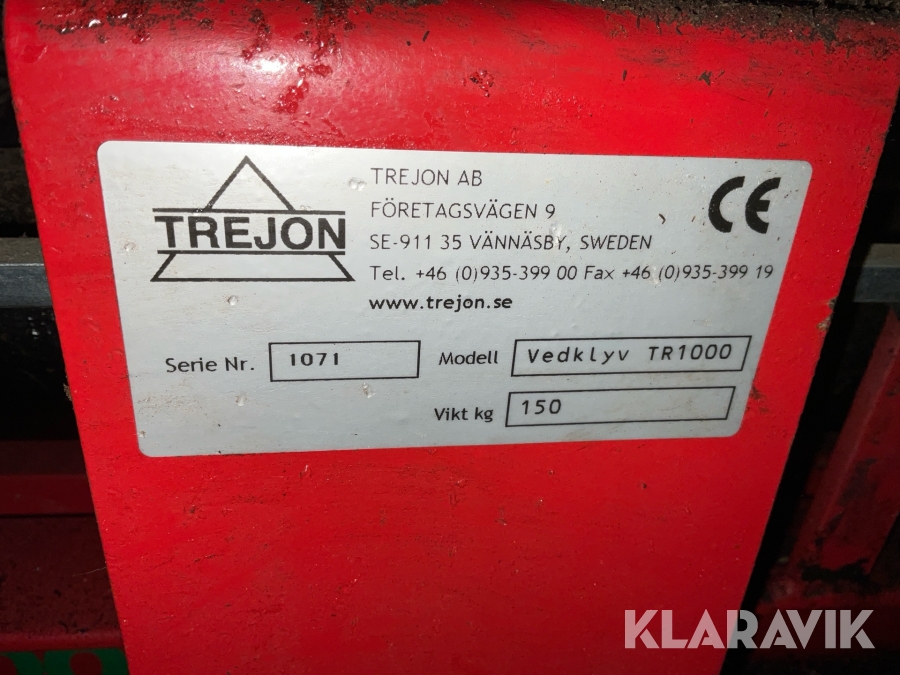 TREJON
TREJON AB
FÖRETAGSVÄGEN 9
SE-911 35 VÄNNÄSBY, SWEDEN
Tel. +46 (0)935-399 00 Fax +46 (0)935-399 19
www.trejon.se
CE
Serie Nr. 1071 Modell Vedklyv TR1000
Vikt kg 150
KLARAVIK